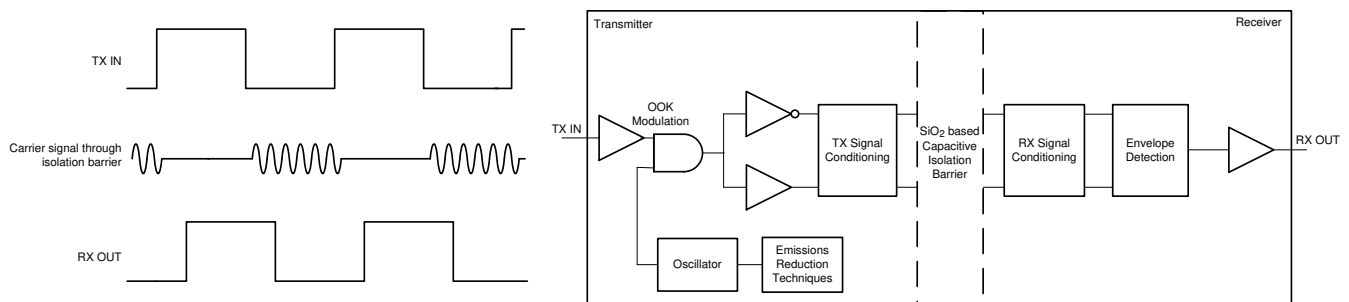 TX IN
Carrier signal through
isolation barrier
RX OUT
Transmitter
Receiver
TX IN
OOK
Modulation
TX Signal
Conditioning
SiO2 based
Capacitive
Isolation
Barrier
RX Signal
Conditioning
Envelope
Detection
RX OUT
Oscillator
Emissions
Reduction
Techniques